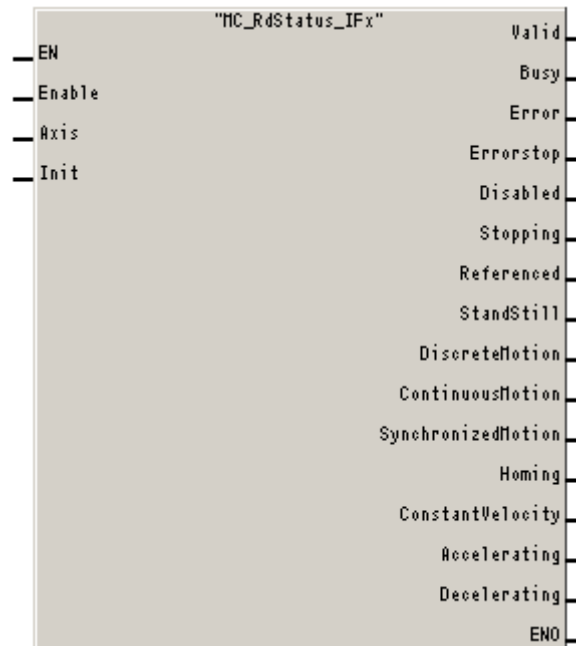 "MC_RdStatus_IFx"
Valid
EN
Busy
Enable
Error
Axis
Errorstop
Init
Disabled
Stopping
Referenced
StandStill
DiscreteMotion
ContinuousMotion
SynchronizedMotion
Homing
ConstantVelocity
Accelerating
Decelerating
ENO